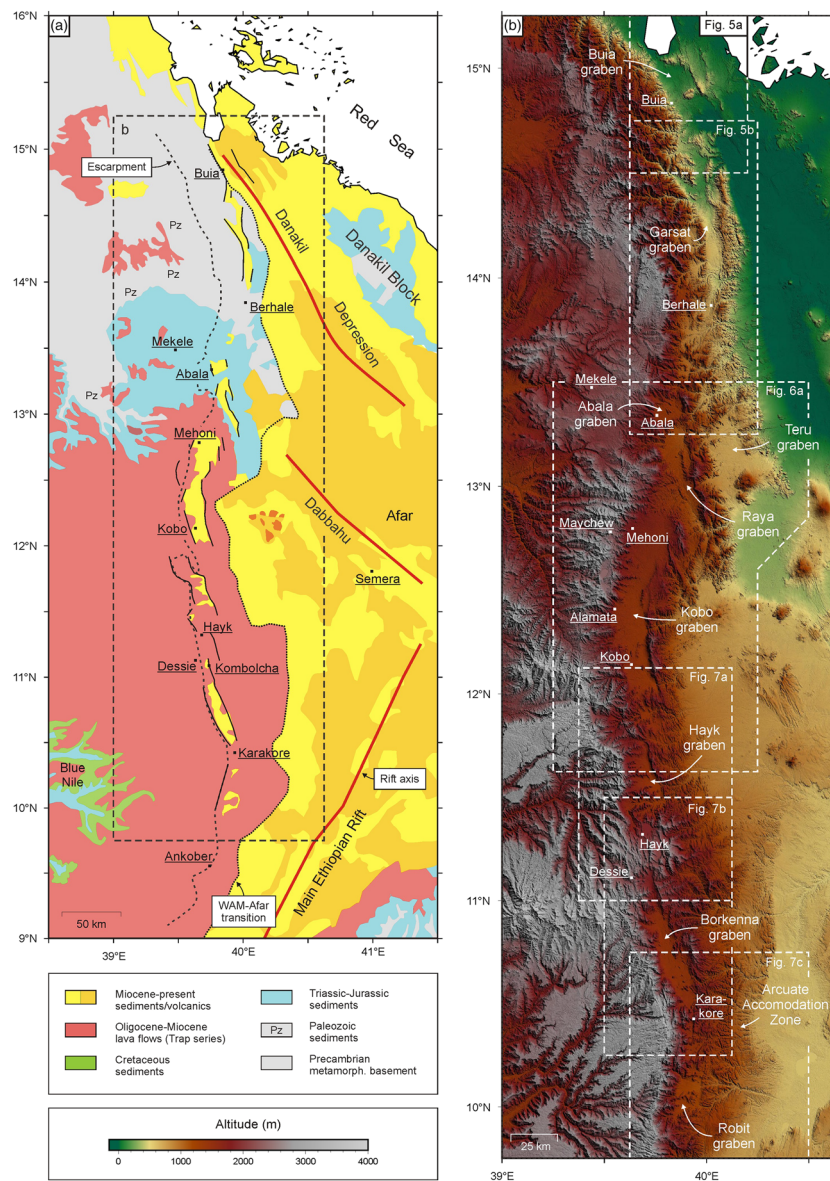 (a)
16°N
15°N
14°N
13°N
12°N
11°N
10°N
9°N
39°E
40°E
41°E
b
Red Sea
Escarpment
Buia
Pz
Pz
Pz
Pz
Danakil
Depression
Danakil Block
Berhale
Mekele
Abala
Mehoni
Kobo
Dabbahu
Afar
Semera
Hayk
Dessie
Kombolcha
Karakore
Blue
Nile
Rift axis
Main Ethiopian Rift
Ankober
WAM-Afar
transition
50 km
Miocene-present
sediments/volcanics
Oligocene-Miocene
lava flows (Trap series)
Cretaceous
sediments
Triassic-Jurassic
sediments
Pz
Paleozoic
sediments
Precambrian
metamorph. basement
Altitude (m)
0
1000
2000
3000
4000
(b)
15°N
14°N
13°N
12°N
11°N
10°N
39°E
40°E
Fig. 5a
Buia
graben
Buia
Fig. 5b
Garsat
graben
Berhale
Mekele
Fig. 6a
Abala
graben
Abala
Teru
graben
Maychew
Mehoni
Raya
graben
Alamata
Kobo
graben
Kobo
Fig. 7a
Hayk
graben
Fig. 7b
Hayk
Dessie
Borkenna
graben
Fig. 7c
Kara-
kore
Arcuate
Accomodation
Zone
Robit
graben
25 km